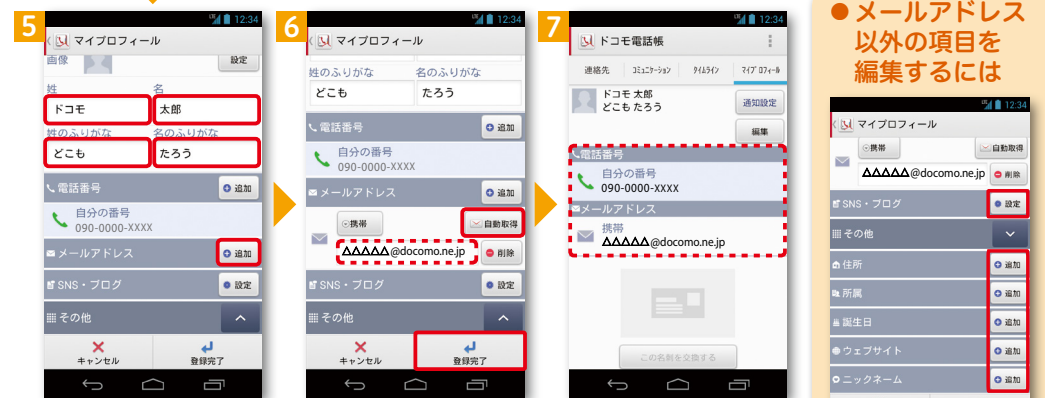 5
12:34
マイプロフィール
画像
設定
姓 名
ドコモ 太郎
姓のふりがな 名のふりがな
どこも たろう
電話番号 追加
自分の番号
090-0000-XXXX
メールアドレス 追加
SNS・ブログ 設定
その他
キャンセル 登録完了
6
12:34
マイプロフィール
姓のふりがな 名のふりがな
どこも たろう
電話番号 追加
自分の番号
090-0000-XXXX
メールアドレス 追加
携帯 自動取得
△△△△△@docomo.ne.jp 削除
SNS・ブログ 設定
その他
キャンセル 登録完了
7
12:34
ドコモ電話帳
連絡先 コミュニケーション タイムライン マイプロフィール
ドコモ 太郎
どこも たろう
通知設定
編集
電話番号
自分の番号
090-0000-XXXX
メールアドレス
携帯
△△△△△@docomo.ne.jp
この名刺を交換する
●メールアドレス
以外の項目を
編集するには
12:34
マイプロフィール
携帯 自動取得
△△△△△@docomo.ne.jp 削除
SNS・ブログ 設定
その他
住所 追加
所属 追加
誕生日 追加
ウェブサイト 追加
ニックネーム 追加